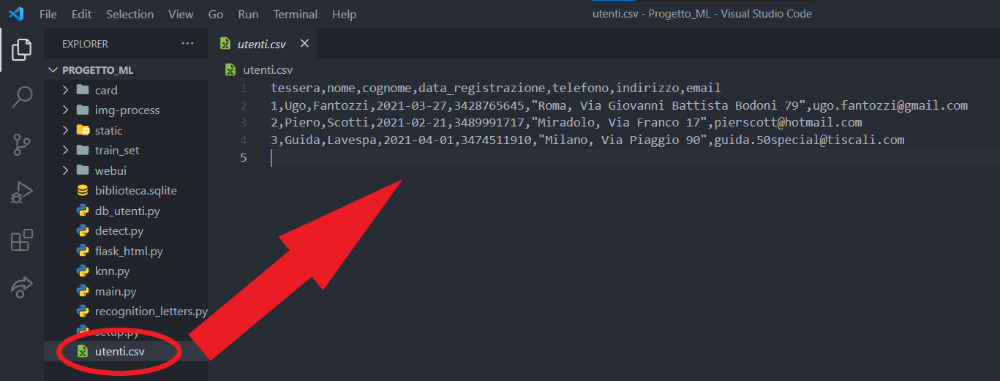 File Edit Selection View Go Run Terminal Help
utenti.csv - Progetto_ML - Visual Studio Code
EXPLORER
PROGETTO_ML
card
img-process
static
train_set
webui
biblioteca.sqlite
db_utenti.py
detect.py
flask_html.py
knn.py
main.py
recognition_letters.py
setup.py
utenti.csv
utenti.csv
utenti.csv
1 tessera,nome,cognome,data_registrazione,telefono,indirizzo,email
2 1,Ugo,Fantozzi,2021-03-27,3428765645,"Roma, Via Giovanni Battista Bodoni 79",ugo.fantozzi@gmail.com
3 2,Piero,Scotti,2021-02-21,3489991717,"Miradolo, Via Franco 17",pierscott@hotmail.com
4 3,Guida,Lavespa,2021-04-01,3474511910,"Milano, Via Piaggio 90",guida.50special@tiscali.com
5